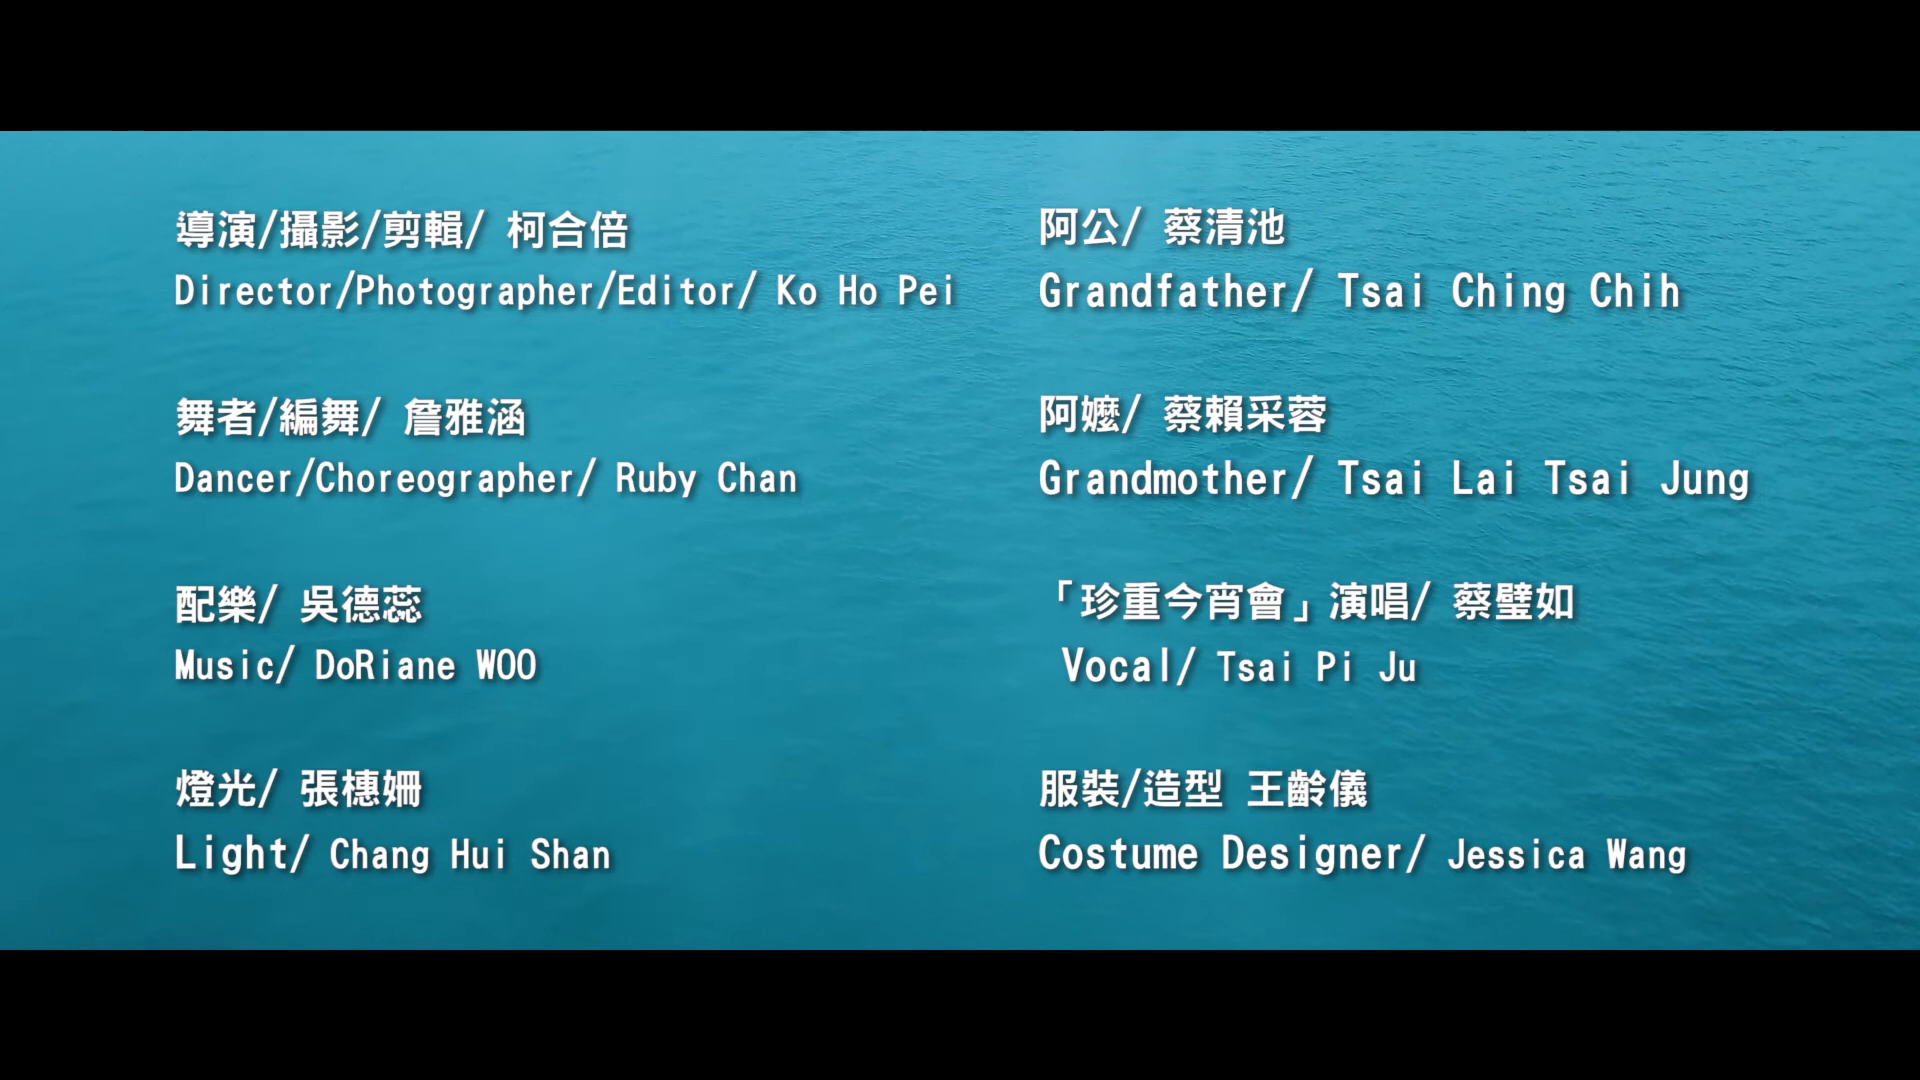 導演/攝影/剪輯/ 柯合倍
Director/Photographer/Editor/ Ko Ho Pei
舞者/編舞/ 詹雅涵
Dancer/Choreographer/ Ruby Chan
配樂/ 吳德蕊
Music/ DoRiane WOO
燈光/ 張橞姍
Light/ Chang Hui Shan
阿公/ 蔡清池
Grandfather/ Tsai Ching Chih
阿嬤/ 蔡賴采蓉
Grandmother/ Tsai Lai Tsai Jung
「珍重今宵會」演唱/ 蔡璧如
Vocal/ Tsai Pi Ju
服裝/造型 王齡儀
Costume Designer/ Jessica Wang